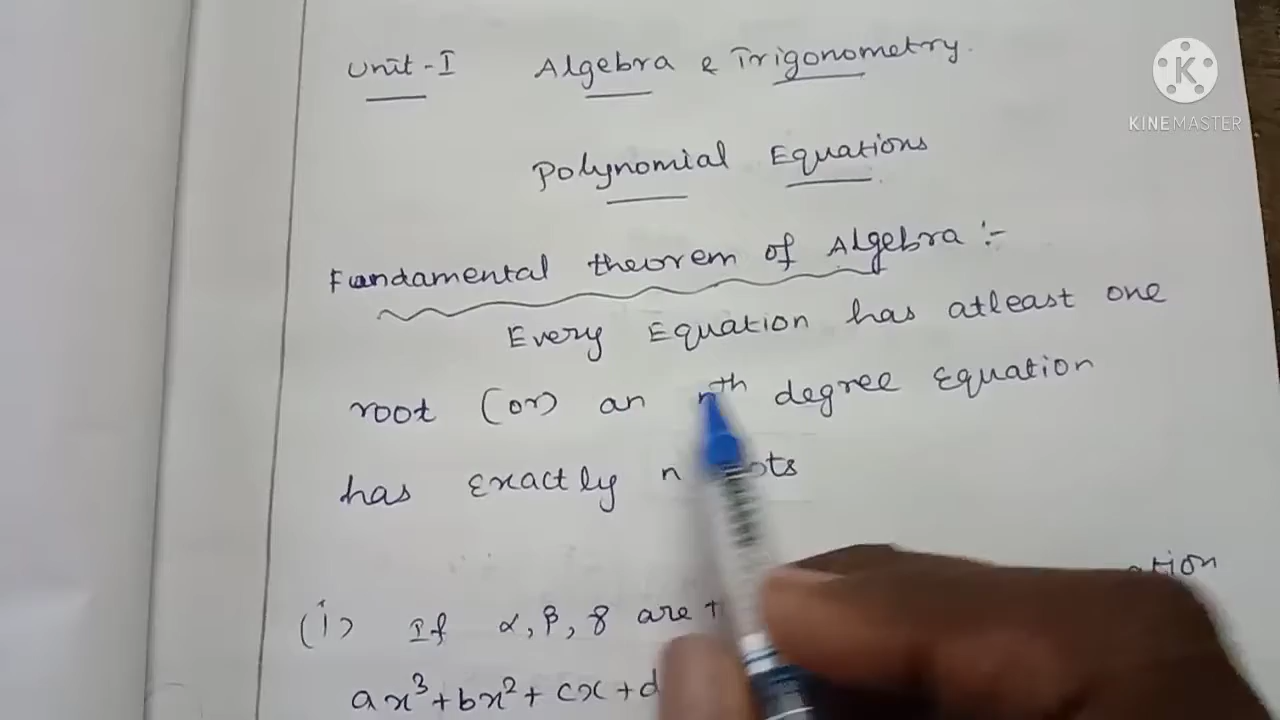 Unit-I Algebra & Trigonometry.
K
KINEMASTER
Polynomial Equations
Fundamental theorem of Algebra :-
Every Equation has atleast one
root (or) an nth degree Equation
has exactly n
(i) If α, β, γ are
ax³+bx²+cx+d